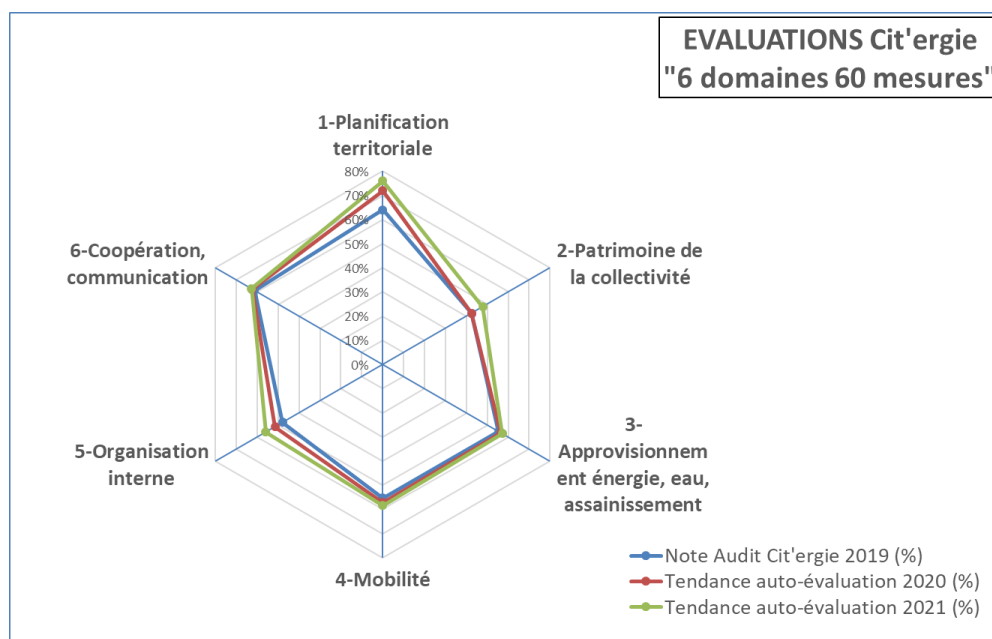 EVALUATIONS Cit'ergie
"6 domaines 60 mesures"
1-Planification
territoriale
80%
70%
60%
50%
40%
30%
20%
10%
0%
2-Patrimoine de
la collectivité
3-
Approvisionnem
ent énergie, eau,
assainissement
4-Mobilité
5-Organisation
interne
6-Coopération,
communication
Note Audit Cit'ergie 2019 (%)
Tendance auto-évaluation 2020 (%)
Tendance auto-évaluation 2021 (%)